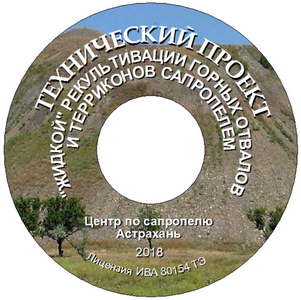 ТЕХНИЧЕСКИЙ ПРОЕКТ
"ЖИДКОЙ" РЕКУЛЬТИВАЦИИ ГОРНЫХ ОТВАЛОВ
И ТЕРРИКОНОВ САПРОПЕЛЕМ
Центр по сапропелю
Астрахань
2018
Лицензия ИВА 80154 ТЭ